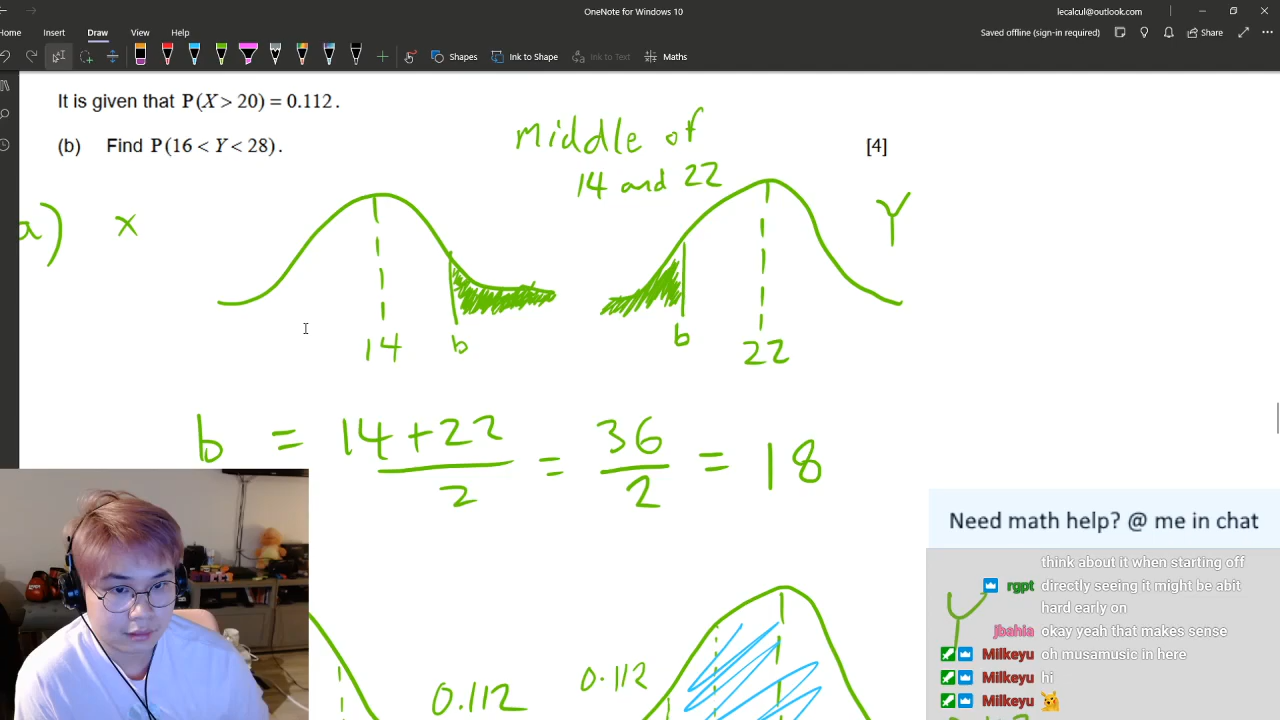 OneNote for Windows 10
lecalcul@outlook.com
Home Insert Draw View Help
Saved offline (sign-in required)
Share
Shapes
Ink to Shape
Ink to Text
Maths
It is given that P(X > 20) = 0.112.
(b) Find P(16 < Y < 28).
[4]
middle of
14 and 22
a) X
Y
14 b
b 22
b = 14+22/2 = 36/2 = 18
Need math help? @ me in chat
think about it when starting off
rgpt directly seeing it might be abit
hard early on
jbahia okay yeah that makes sense
Milkeyu oh musamusic in here
Milkeyu hi
Milkeyu
0.112
0.112
Y